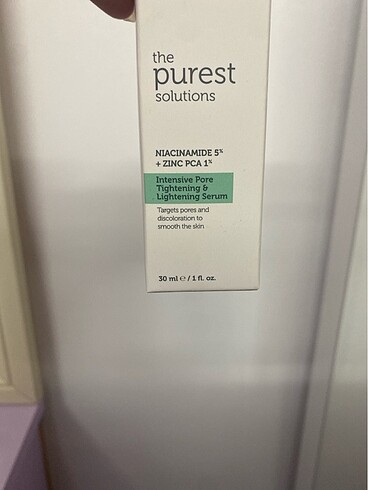 the
purest
solutions
NIACINAMIDE 5%
+ ZINC PCA 1%
Intensive Pore
Tightening &
Lightening Serum
Targets pores and
discoloration to
smooth the skin
30 ml ℮ / 1 fl. oz.